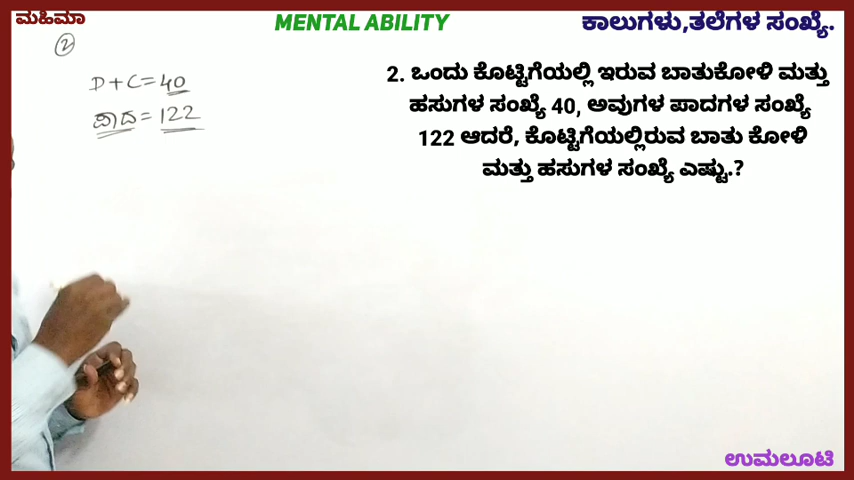 ಮಹಿಮಾ
MENTAL ABILITY
ಕಾಲುಗಳು,ತಲೆಗಳ ಸಂಖ್ಯೆ.
2
D+C=40
ಪಾದ=122
2. ಒಂದು ಕೊಟ್ಟಿಗೆಯಲ್ಲಿ ಇರುವ ಬಾತುಕೋಳಿ ಮತ್ತು
ಹಸುಗಳ ಸಂಖ್ಯೆ 40, ಅವುಗಳ ಪಾದಗಳ ಸಂಖ್ಯೆ
122 ಆದರೆ, ಕೊಟ್ಟಿಗೆಯಲ್ಲಿರುವ ಬಾತು ಕೋಳಿ
ಮತ್ತು ಹಸುಗಳ ಸಂಖ್ಯೆ ಎಷ್ಟು.?
ಉಮಲೂಟಿ